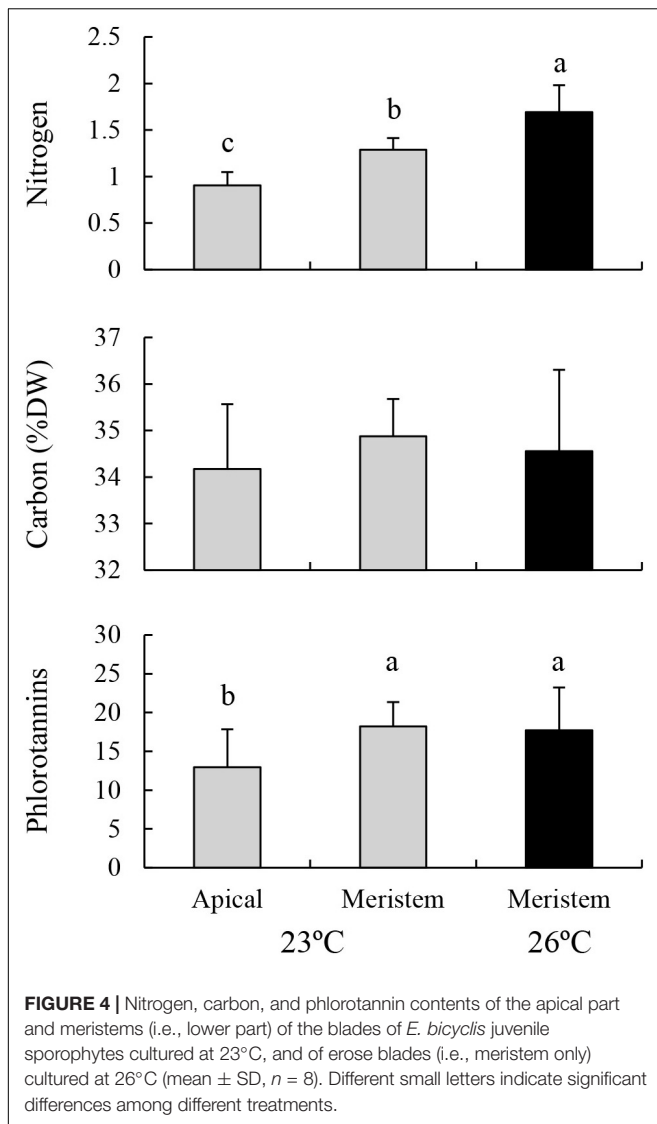 2.5
2
1.5
1
0.5
0
Nitrogen
c
b
a
37
36
35
34
33
32
Carbon (%DW)
30
25
20
15
10
5
0
Phlorotannins
b
a
a
Apical Meristem Meristem
23ºC 26ºC
FIGURE 4 | Nitrogen, carbon, and phlorotannin contents of the apical part
and meristems (i.e., lower part) of the blades of E. bicyclis juvenile
sporophytes cultured at 23°C, and of erose blades (i.e., meristem only)
cultured at 26°C (mean ± SD, n = 8). Different small letters indicate significant
differences among different treatments.